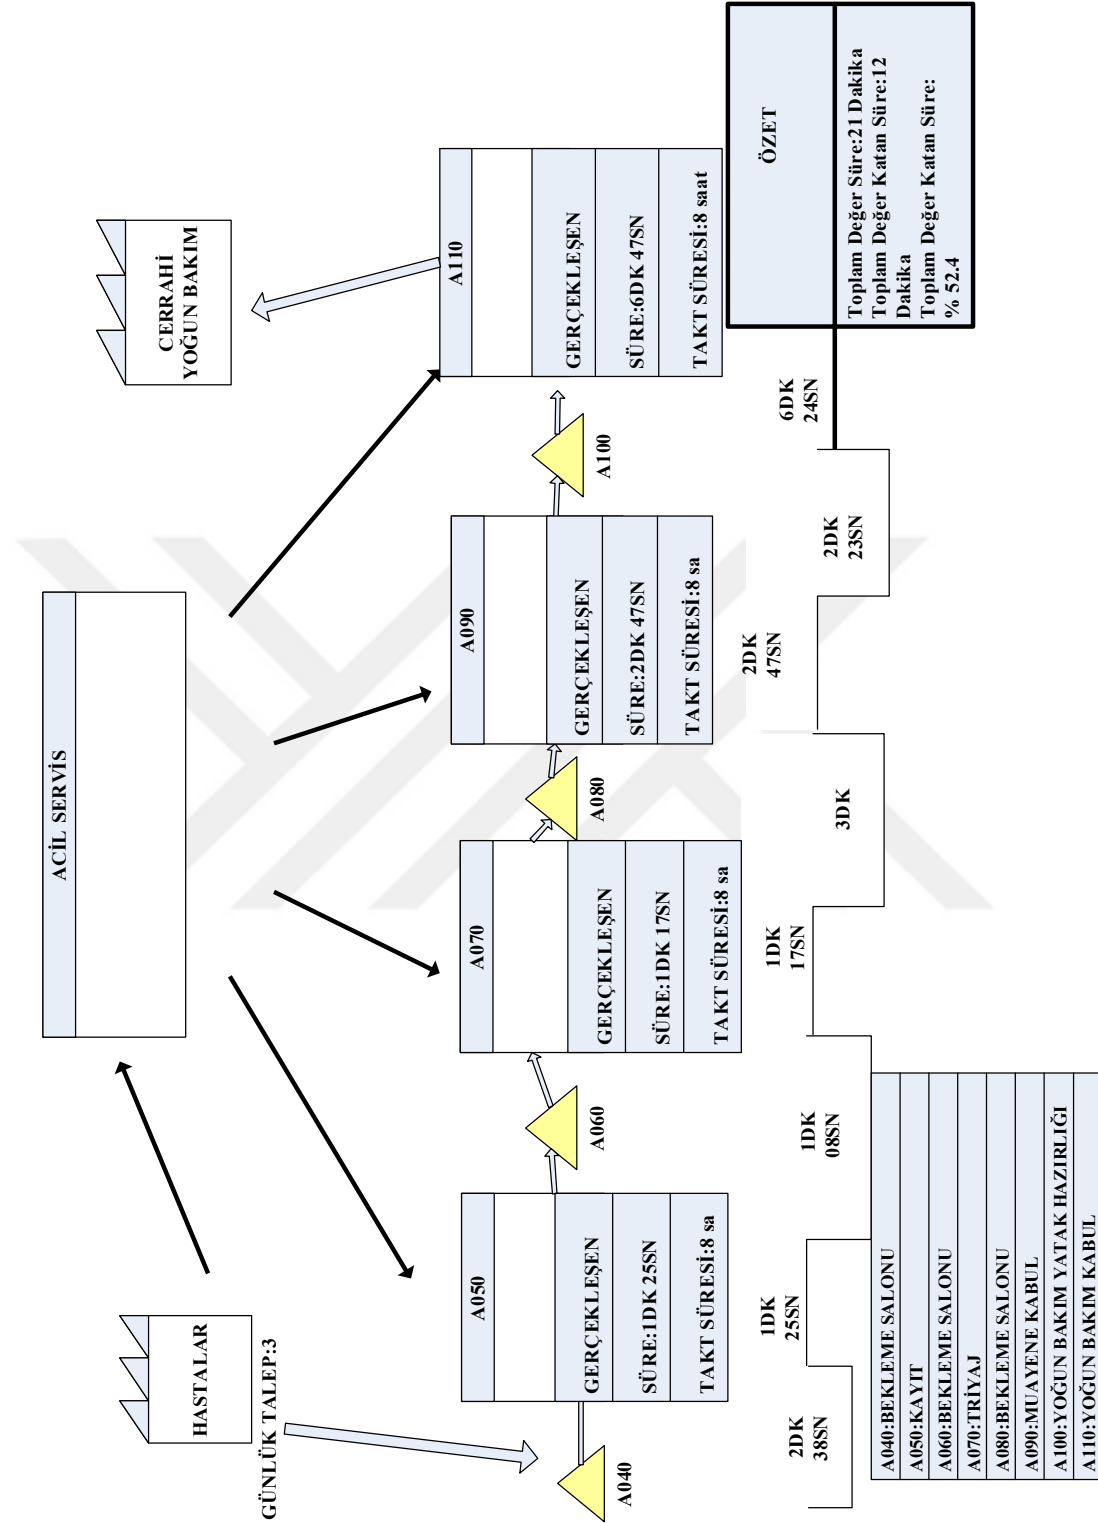 ACİL SERVİS
HASTALAR
GÜNLÜK TALEP:3
CERRAHİ
YOĞUN BAKIM
A040
A050
GERÇEKLEŞEN
SÜRE:1DK 25SN
TAKT SÜRESİ:8 sa
A060
A070
GERÇEKLEŞEN
SÜRE:1DK 17SN
TAKT SÜRESİ:8 sa
A080
A090
GERÇEKLEŞEN
SÜRE:2DK 47SN
TAKT SÜRESİ:8 sa
A100
A110
GERÇEKLEŞEN
SÜRE:6DK 47SN
TAKT SÜRESİ:8 saat
2DK
38SN
1DK
25SN
1DK
08SN
1DK
17SN
3DK
2DK
47SN
2DK
23SN
6DK
24SN
ÖZET
Toplam Değer Süre:21 Dakika
Toplam Değer Katan Süre:12
Dakika
Toplam Değer Katan Süre:
% 52.4
A040:BEKLEME SALONU
A050:KAYIT
A060:BEKLEME SALONU
A070:TRİYAJ
A080:BEKLEME SALONU
A090:MUAYENE KABUL
A100:YOĞUN BAKIM YATAK HAZIRLIĞI
A110:YOĞUN BAKIM KABUL